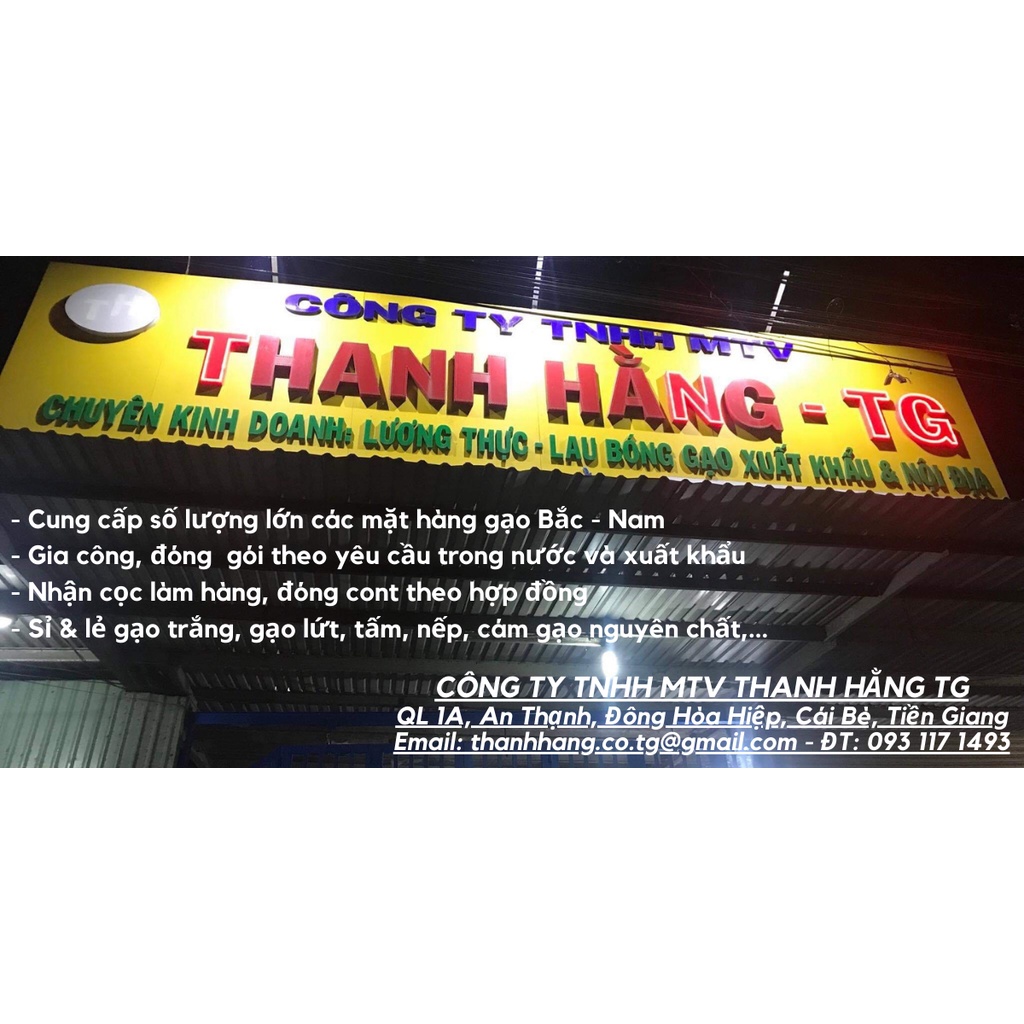 TH
CÔNG TY TNHH MTV
THANH HẰNG - TG
CHUYÊN KINH DOANH: LƯƠNG THỰC - LAU BÓNG GẠO XUẤT KHẨU & NỘI ĐỊA
- Cung cấp số lượng lớn các mặt hàng gạo Bắc - Nam
- Gia công, đóng gói theo yêu cầu trong nước và xuất khẩu
- Nhận cọc làm hàng, đóng cont theo hợp đồng
- Sỉ & lẻ gạo trắng, gạo lứt, tấm, nếp, cám gạo nguyên chất,...
CÔNG TY TNHH MTV THANH HẰNG TG
QL 1A, An Thạnh, Đông Hòa Hiệp, Cái Bè, Tiền Giang
Email: thanhhang.co.tg@gmail.com - ĐT: 093 117 1493